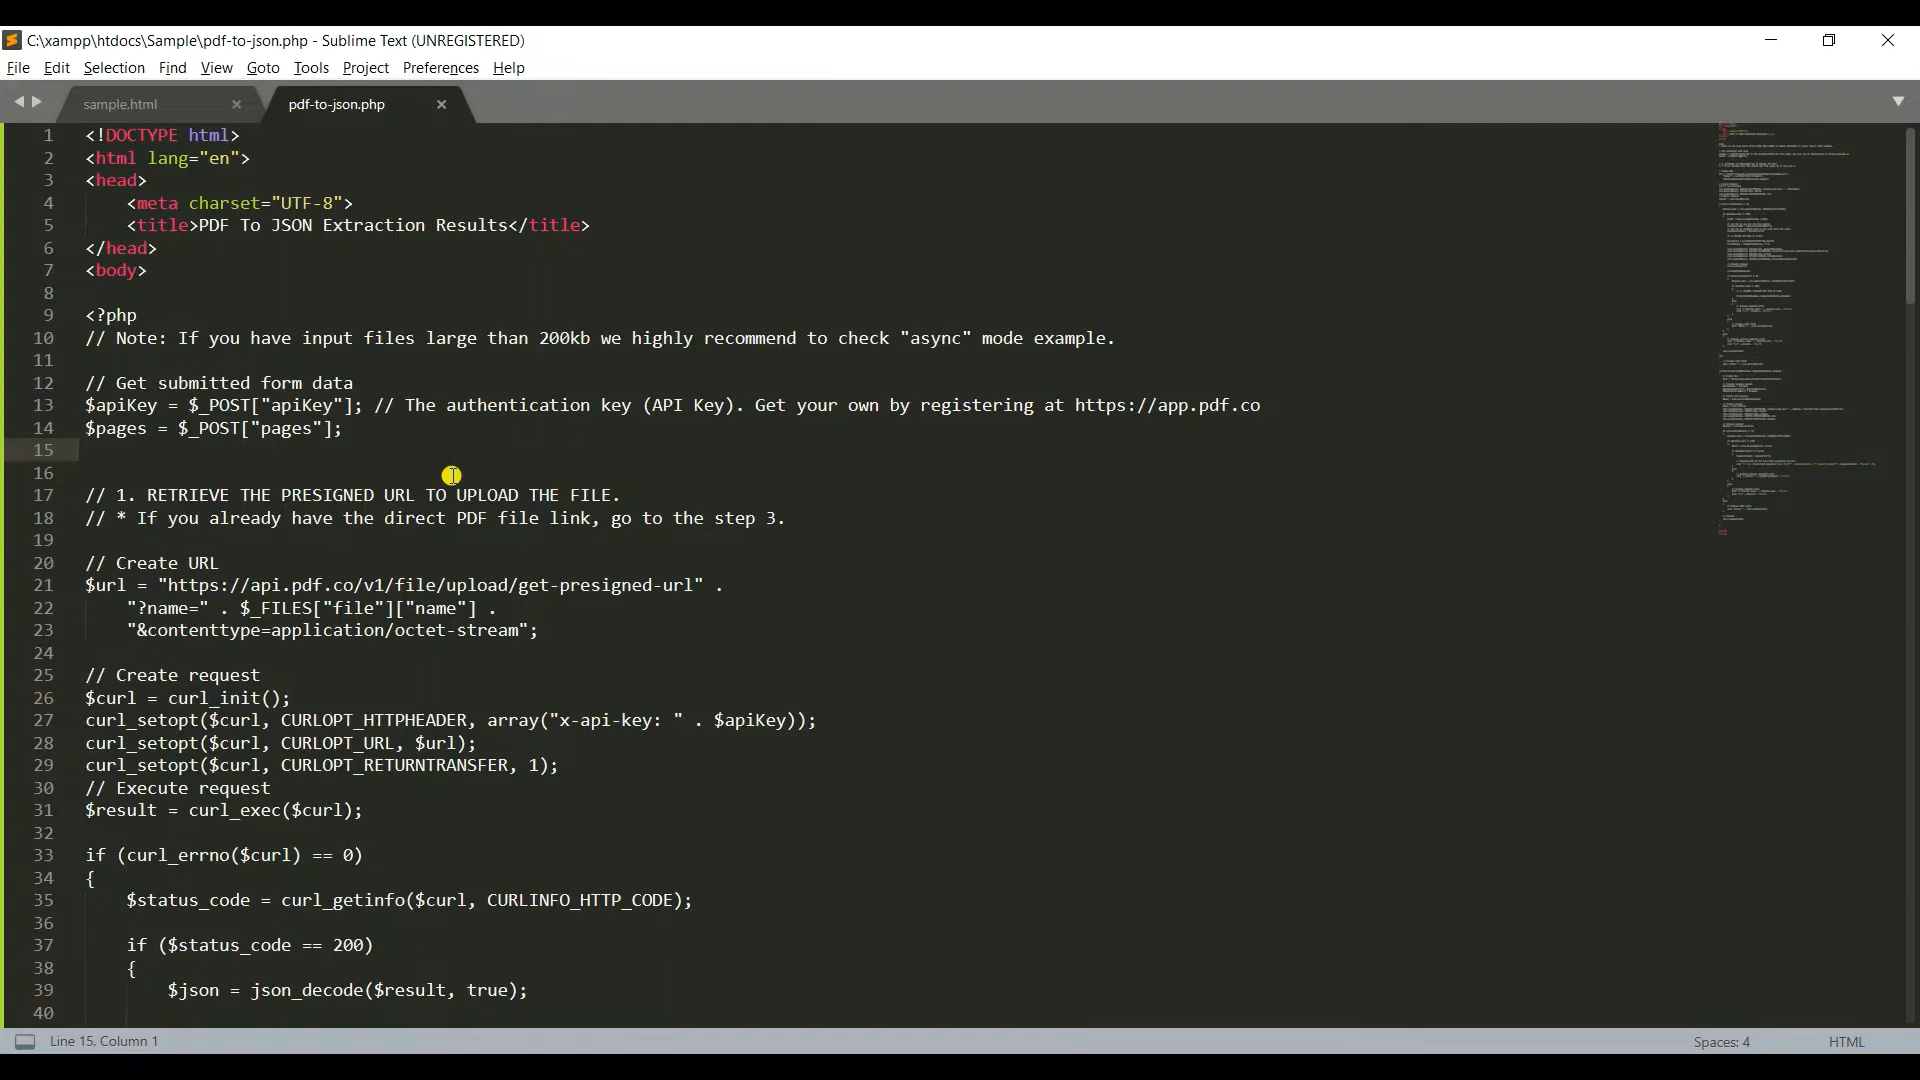 C:\xampp\htdocs\Sample\pdf-to-json.php - Sublime Text (UNREGISTERED)
File Edit Selection Find View Goto Tools Project Preferences Help
sample.html pdf-to-json.php
1 <!DOCTYPE html>
2 <html lang="en">
3 <head>
4 <meta charset="UTF-8">
5 <title>PDF To JSON Extraction Results</title>
6 </head>
7 <body>
8
9 <?php
10 // Note: If you have input files large than 200kb we highly recommend to check "async" mode example.
11
12 // Get submitted form data
13 $apiKey = $_POST["apiKey"]; // The authentication key (API Key). Get your own by registering at https://app.pdf.co
14 $pages = $_POST["pages"];
15
16
17 // 1. RETRIEVE THE PRESIGNED URL TO UPLOAD THE FILE.
18 // * If you already have the direct PDF file link, go to the step 3.
19
20 // Create URL
21 $url = "https://api.pdf.co/v1/file/upload/get-presigned-url" .
22 "?name=" . $_FILES["file"]["name"] .
23 "&contenttype=application/octet-stream";
24
25 // Create request
26 $curl = curl_init();
27 curl_setopt($curl, CURLOPT_HTTPHEADER, array("x-api-key: " . $apiKey));
28 curl_setopt($curl, CURLOPT_URL, $url);
29 curl_setopt($curl, CURLOPT_RETURNTRANSFER, 1);
30 // Execute request
31 $result = curl_exec($curl);
32
33 if (curl_errno($curl) == 0)
34 {
35 $status_code = curl_getinfo($curl, CURLINFO_HTTP_CODE);
36
37 if ($status_code == 200)
38 {
39 $json = json_decode($result, true);
40
Line 15, Column 1 Spaces: 4 HTML